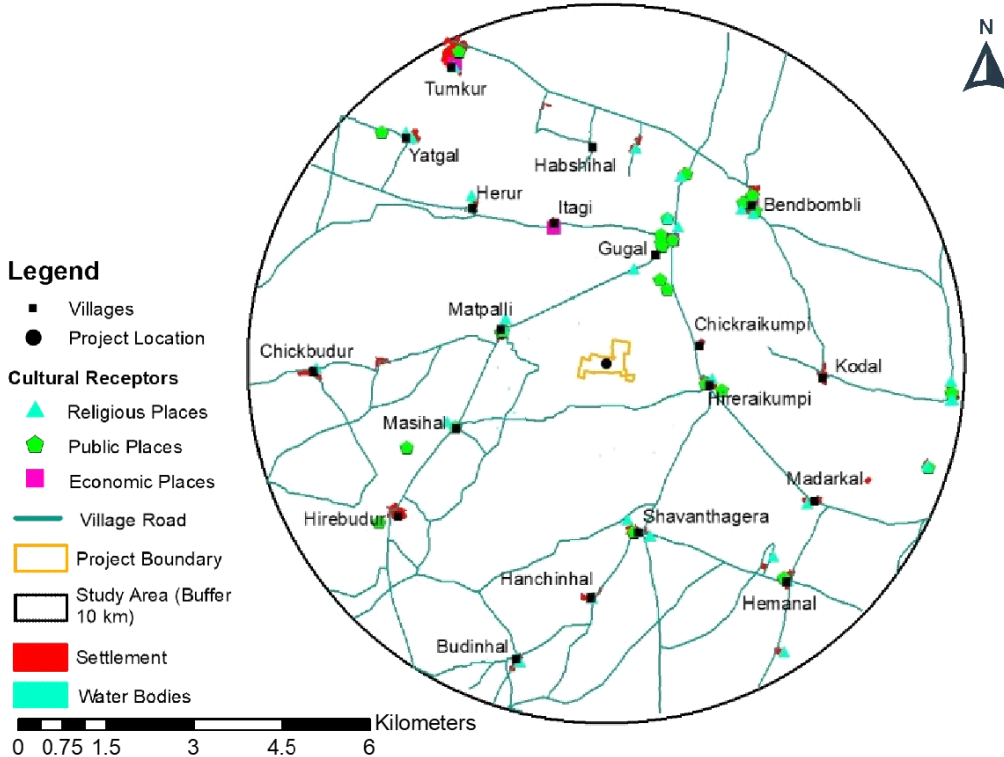 N
Tumkur
Yatgal
Habshihal
Herur
Itagi
Bendbombli
Gugal
Matpalli
Chickraikumpi
Chickbudur
Kodal
Hireraikumpi
Masihal
Madarkal
Hirebudur
Shavanthagera
Hanchinhal
Hemanal
Budinhal
Legend
Villages
Project Location
Cultural Receptors
Religious Places
Public Places
Economic Places
Village Road
Project Boundary
Study Area (Buffer
10 km)
Settlement
Water Bodies
Kilometers
0 0.75 1.5 3 4.5 6